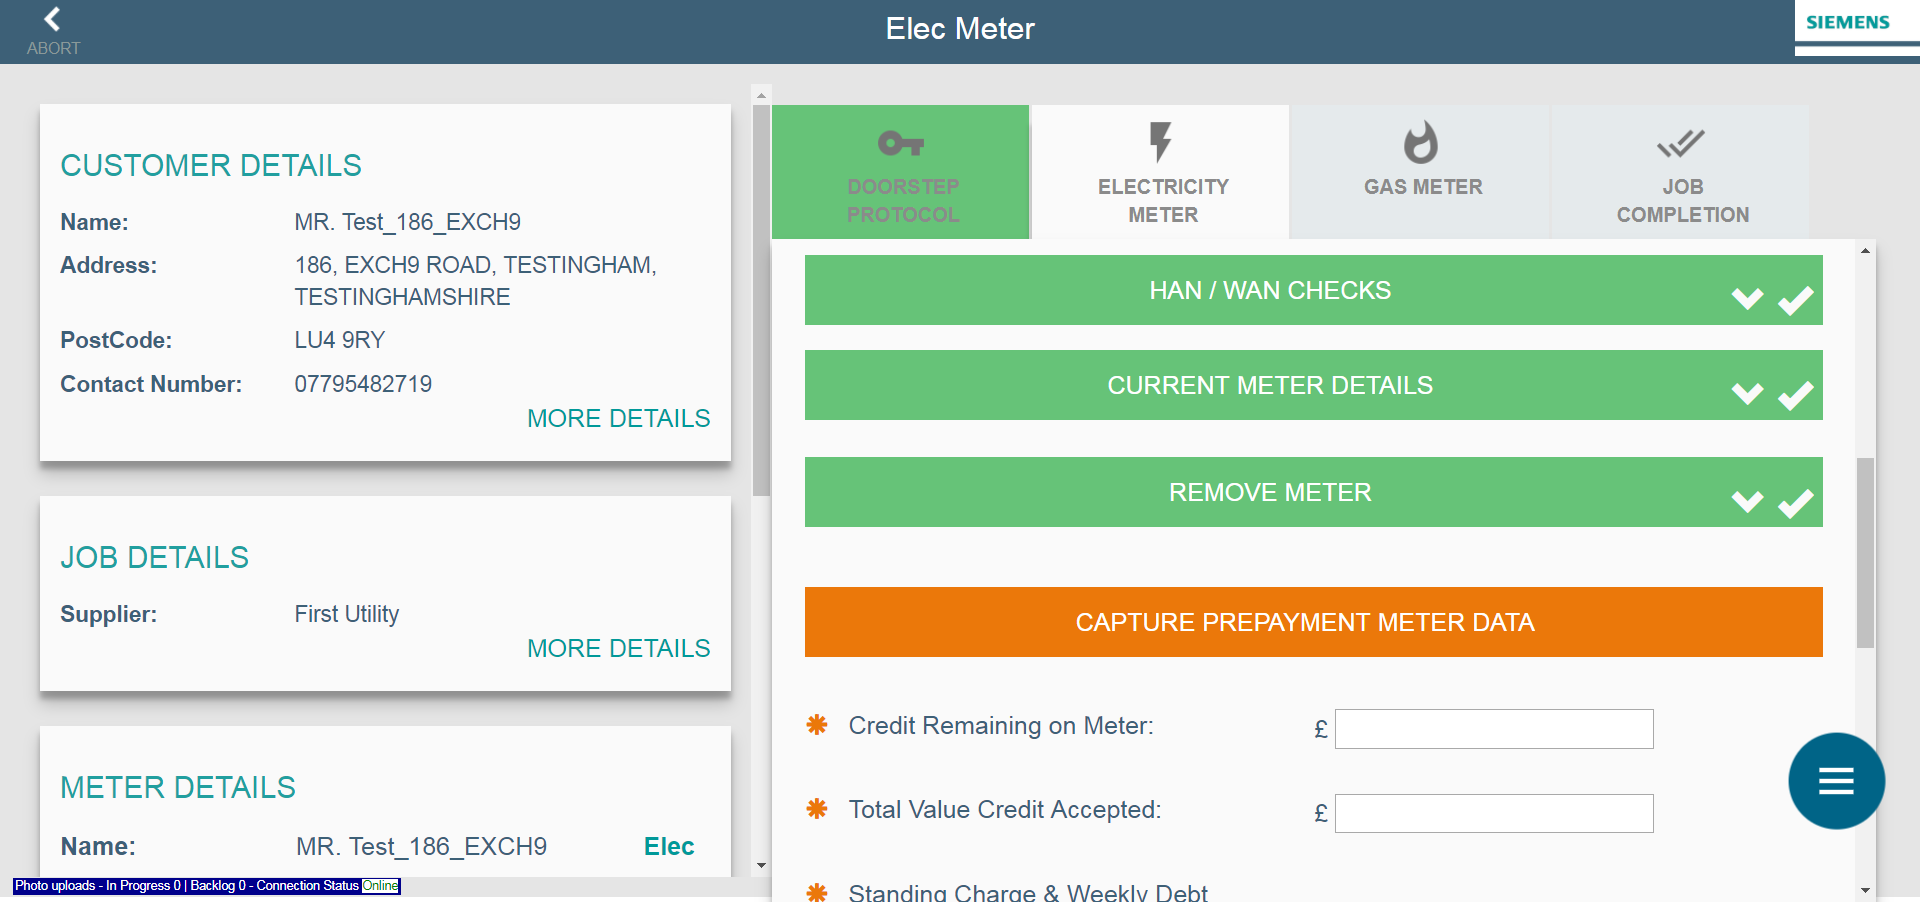 ABORT
Elec Meter
SIEMENS
CUSTOMER DETAILS
Name: MR. Test_186_EXCH9
Address: 186, EXCH9 ROAD, TESTINGHAM,
TESTINGHAMSHIRE
PostCode: LU4 9RY
Contact Number: 07795482719
MORE DETAILS
JOB DETAILS
Supplier: First Utility
MORE DETAILS
METER DETAILS
Name: MR. Test_186_EXCH9 Elec
Photo uploads - In Progress 0 | Backlog 0 - Connection Status Online
DOORSTEP
PROTOCOL
ELECTRICITY
METER
GAS METER
JOB
COMPLETION
HAN / WAN CHECKS
CURRENT METER DETAILS
REMOVE METER
CAPTURE PREPAYMENT METER DATA
Credit Remaining on Meter: £
Total Value Credit Accepted: £
Standing Charge & Weekly Debt